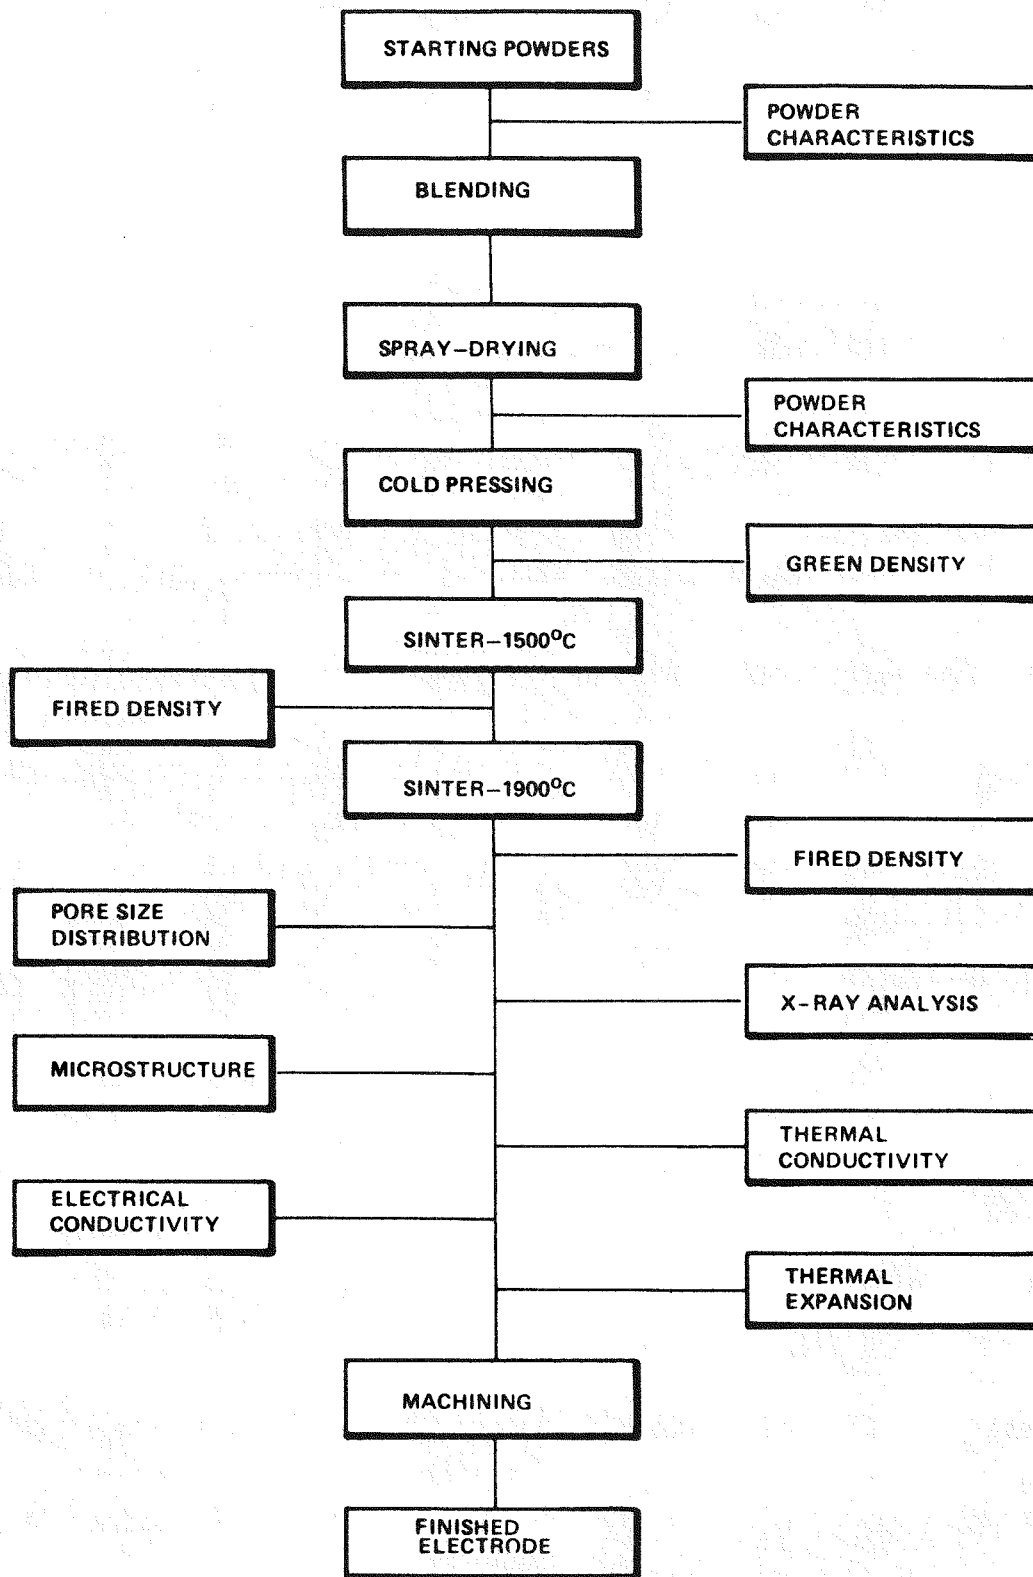 STARTING POWDERS
POWDER
CHARACTERISTICS
BLENDING
SPRAY-DRYING
POWDER
CHARACTERISTICS
COLD PRESSING
GREEN DENSITY
SINTER-1500°C
FIRED DENSITY
SINTER-1900°C
FIRED DENSITY
PORE SIZE
DISTRIBUTION
X-RAY ANALYSIS
MICROSTRUCTURE
THERMAL
CONDUCTIVITY
ELECTRICAL
CONDUCTIVITY
THERMAL
EXPANSION
MACHINING
FINISHED
ELECTRODE